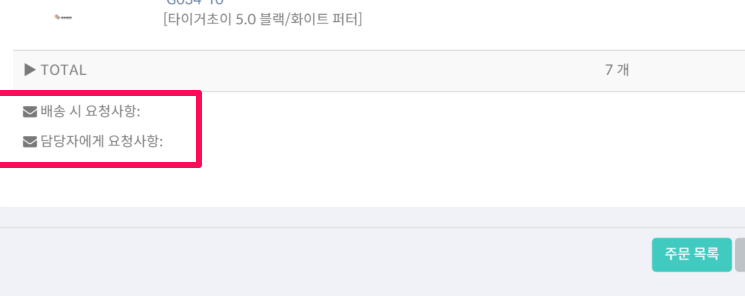 [타이거초이 5.0 블랙/화이트 퍼터]
▶ TOTAL 7 개
배송 시 요청사항:
담당자에게 요청사항:
주문 목록